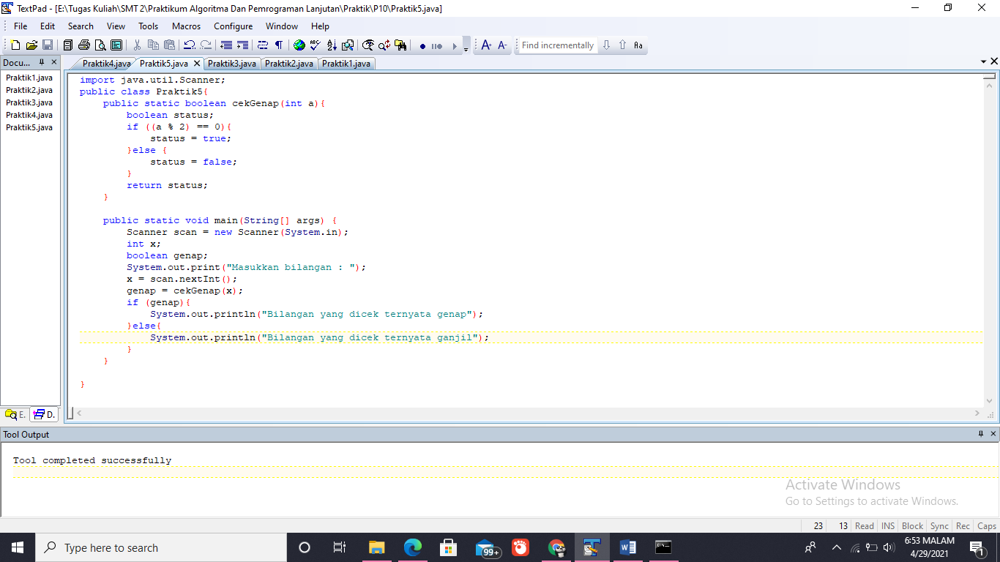 TextPad - [E:\Tugas Kuliah\SMT 2\Praktikum Algoritma Dan Pemrograman Lanjutan\Praktik\P10\Praktik5.java]
File Edit Search View Tools Macros Configure Window Help
Find incrementally
Aa
Docu...
Praktik4.java Praktik5.java Praktik3.java Praktik2.java Praktik1.java
Praktik1.java
Praktik2.java
Praktik3.java
Praktik4.java
Praktik5.java
E. D.
import java.util.Scanner;
public class Praktik5{
    public static boolean cekGenap(int a){
        boolean status;
        if ((a % 2) == 0){
            status = true;
        }else {
            status = false;
        }
        return status;
    }
    public static void main(String[] args) {
        Scanner scan = new Scanner(System.in);
        int x;
        boolean genap;
        System.out.print("Masukkan bilangan : ");
        x = scan.nextInt();
        genap = cekGenap(x);
        if (genap){
            System.out.println("Bilangan yang dicek ternyata genap");
        }else{
            System.out.println("Bilangan yang dicek ternyata ganjil");
        }
    }
}
Tool Output
Tool completed successfully
Activate Windows
Go to Settings to activate Windows.
23 13 Read INS Block Sync Rec Caps
Type here to search
99+
6:53 MALAM
4/29/2021
1